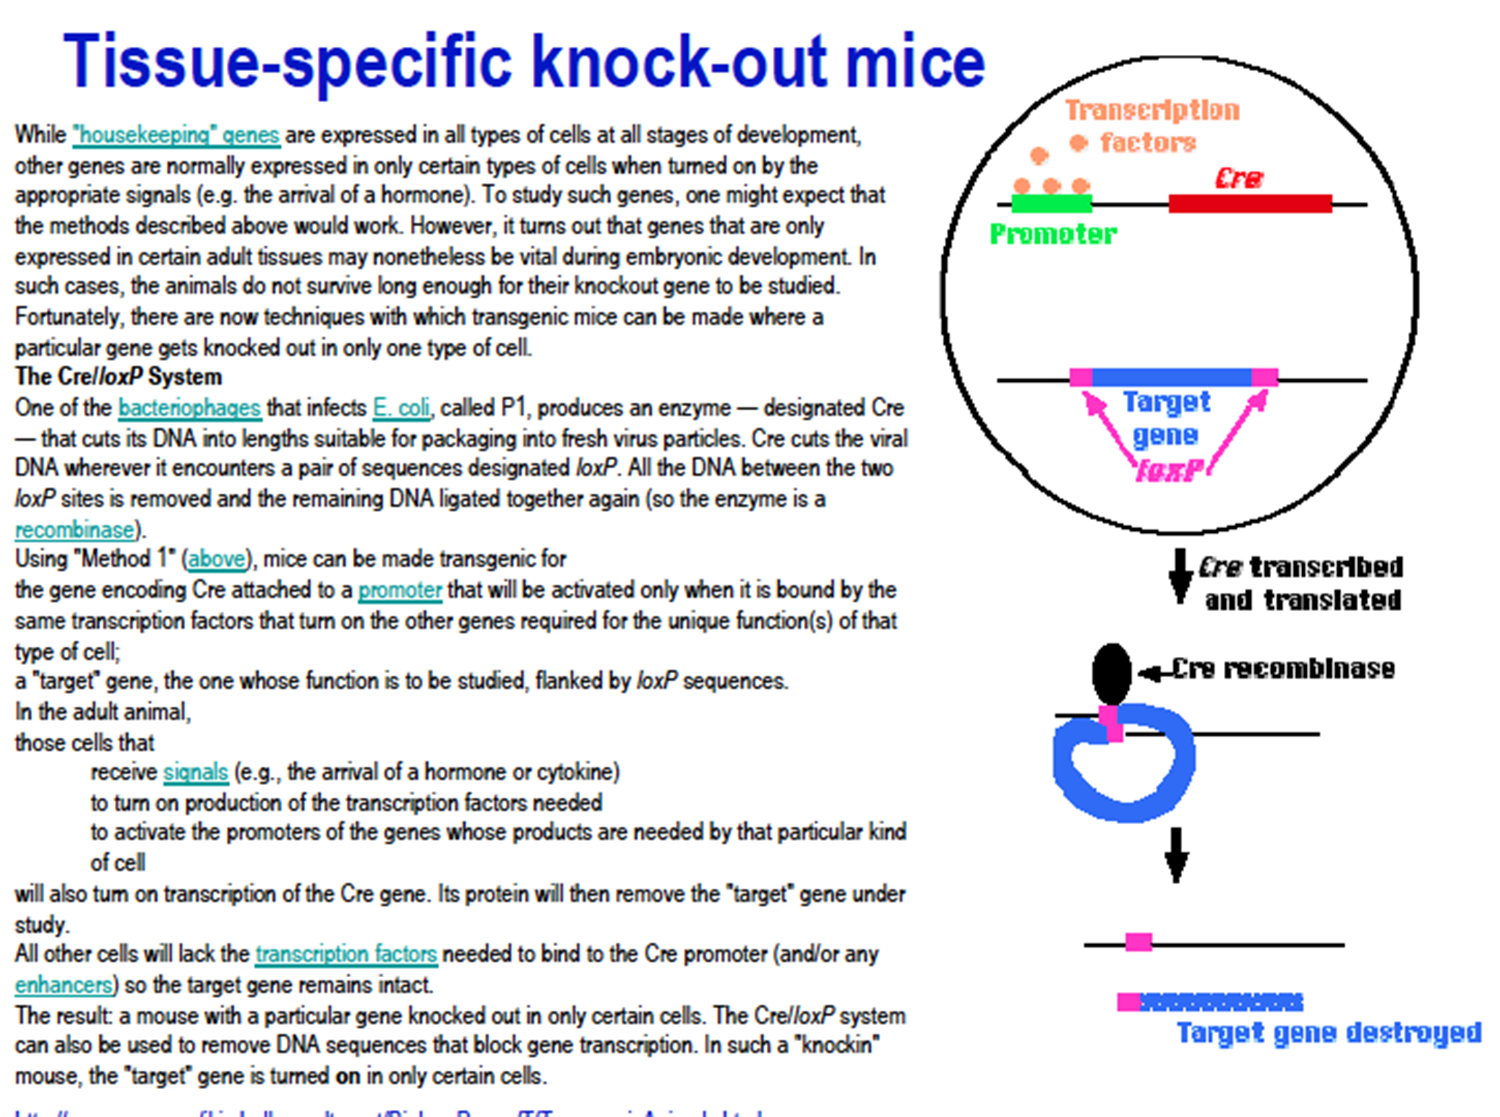 Tissue-specific knock-out mice
While "housekeeping" genes are expressed in all types of cells at all stages of development,
other genes are normally expressed in only certain types of cells when turned on by the
appropriate signals (e.g. the arrival of a hormone). To study such genes, one might expect that
the methods described above would work. However, it turns out that genes that are only
expressed in certain adult tissues may nonetheless be vital during embryonic development. In
such cases, the animals do not survive long enough for their knockout gene to be studied.
Fortunately, there are now techniques with which transgenic mice can be made where a
particular gene gets knocked out in only one type of cell.
The Cre/loxP System
One of the bacteriophages that infects E. coli, called P1, produces an enzyme — designated Cre
— that cuts its DNA into lengths suitable for packaging into fresh virus particles. Cre cuts the viral
DNA wherever it encounters a pair of sequences designated loxP. All the DNA between the two
loxP sites is removed and the remaining DNA ligated together again (so the enzyme is a
recombinase).
Using "Method 1" (above), mice can be made transgenic for
the gene encoding Cre attached to a promoter that will be activated only when it is bound by the
same transcription factors that turn on the other genes required for the unique function(s) of that
type of cell;
a "target" gene, the one whose function is to be studied, flanked by loxP sequences.
In the adult animal,
those cells that
receive signals (e.g., the arrival of a hormone or cytokine)
to turn on production of the transcription factors needed
to activate the promoters of the genes whose products are needed by that particular kind
of cell
will also turn on transcription of the Cre gene. Its protein will then remove the "target" gene under
study.
All other cells will lack the transcription factors needed to bind to the Cre promoter (and/or any
enhancers) so the target gene remains intact.
The result: a mouse with a particular gene knocked out in only certain cells. The Cre/loxP system
can also be used to remove DNA sequences that block gene transcription. In such a "knockin"
mouse, the "target" gene is turned on in only certain cells.
Transcription
factors
Cre
Promoter
Target
gene
loxP
Cre transcribed
and translated
Cre recombinase
Target gene destroyed